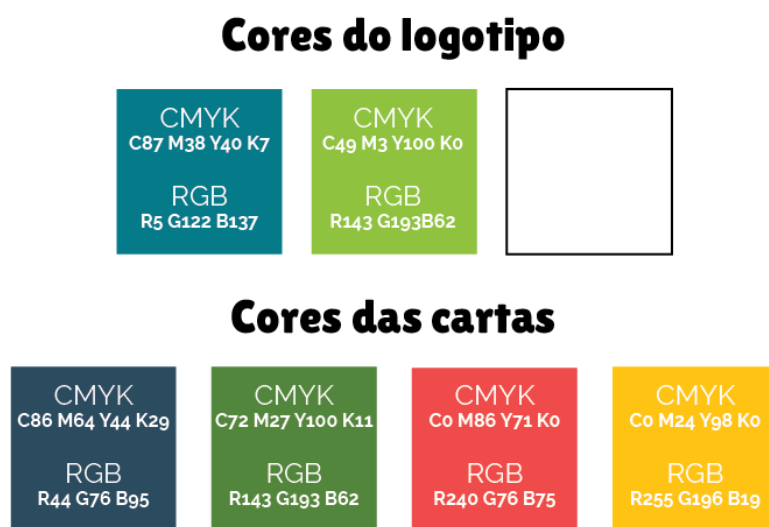 Cores do logotipo
CMYK
C87 M38 Y40 K7
RGB
R5 G122 B137
CMYK
C49 M3 Y100 K0
RGB
R143 G193B62
Cores das cartas
CMYK
C86 M64 Y44 K29
RGB
R44 G76 B95
CMYK
C72 M27 Y100 K11
RGB
R143 G193 B62
CMYK
C0 M86 Y71 K0
RGB
R240 G76 B75
CMYK
C0 M24 Y98 K0
RGB
R255 G196 B19